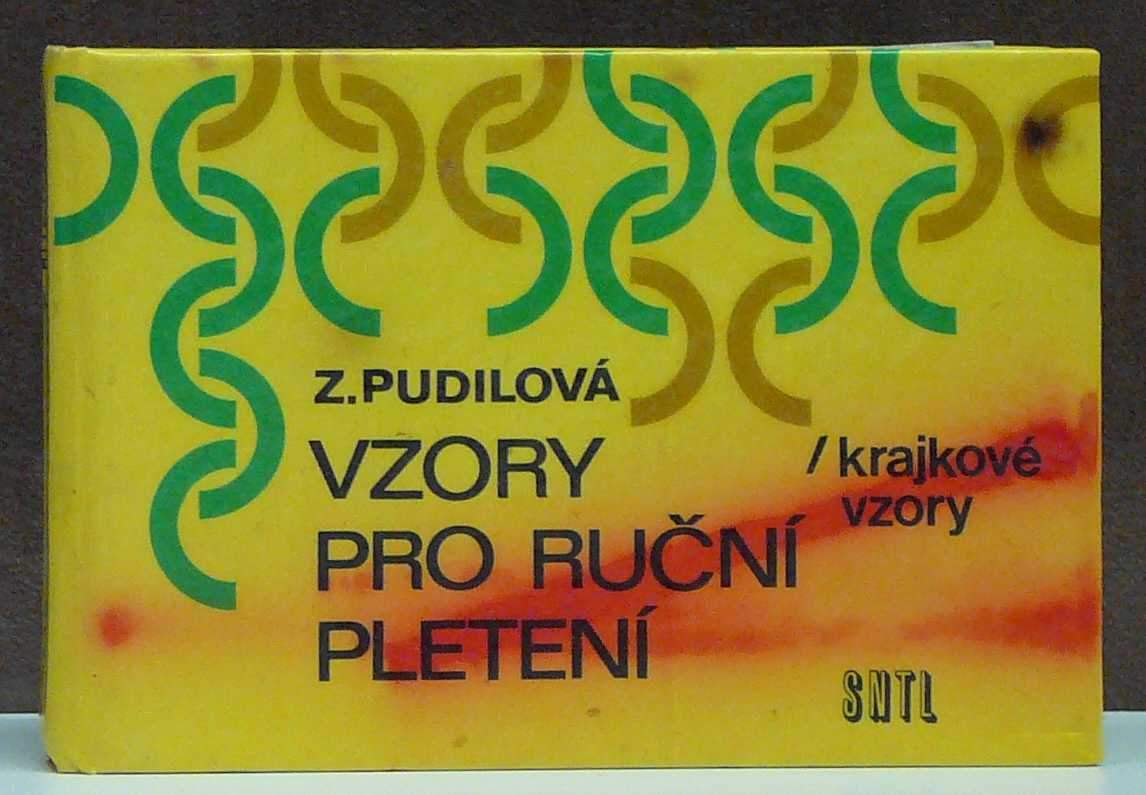 Z.PUDILOVÁ
VZORY
PRO RUČNÍ
PLETENÍ
/krajkové
vzory
SNTL